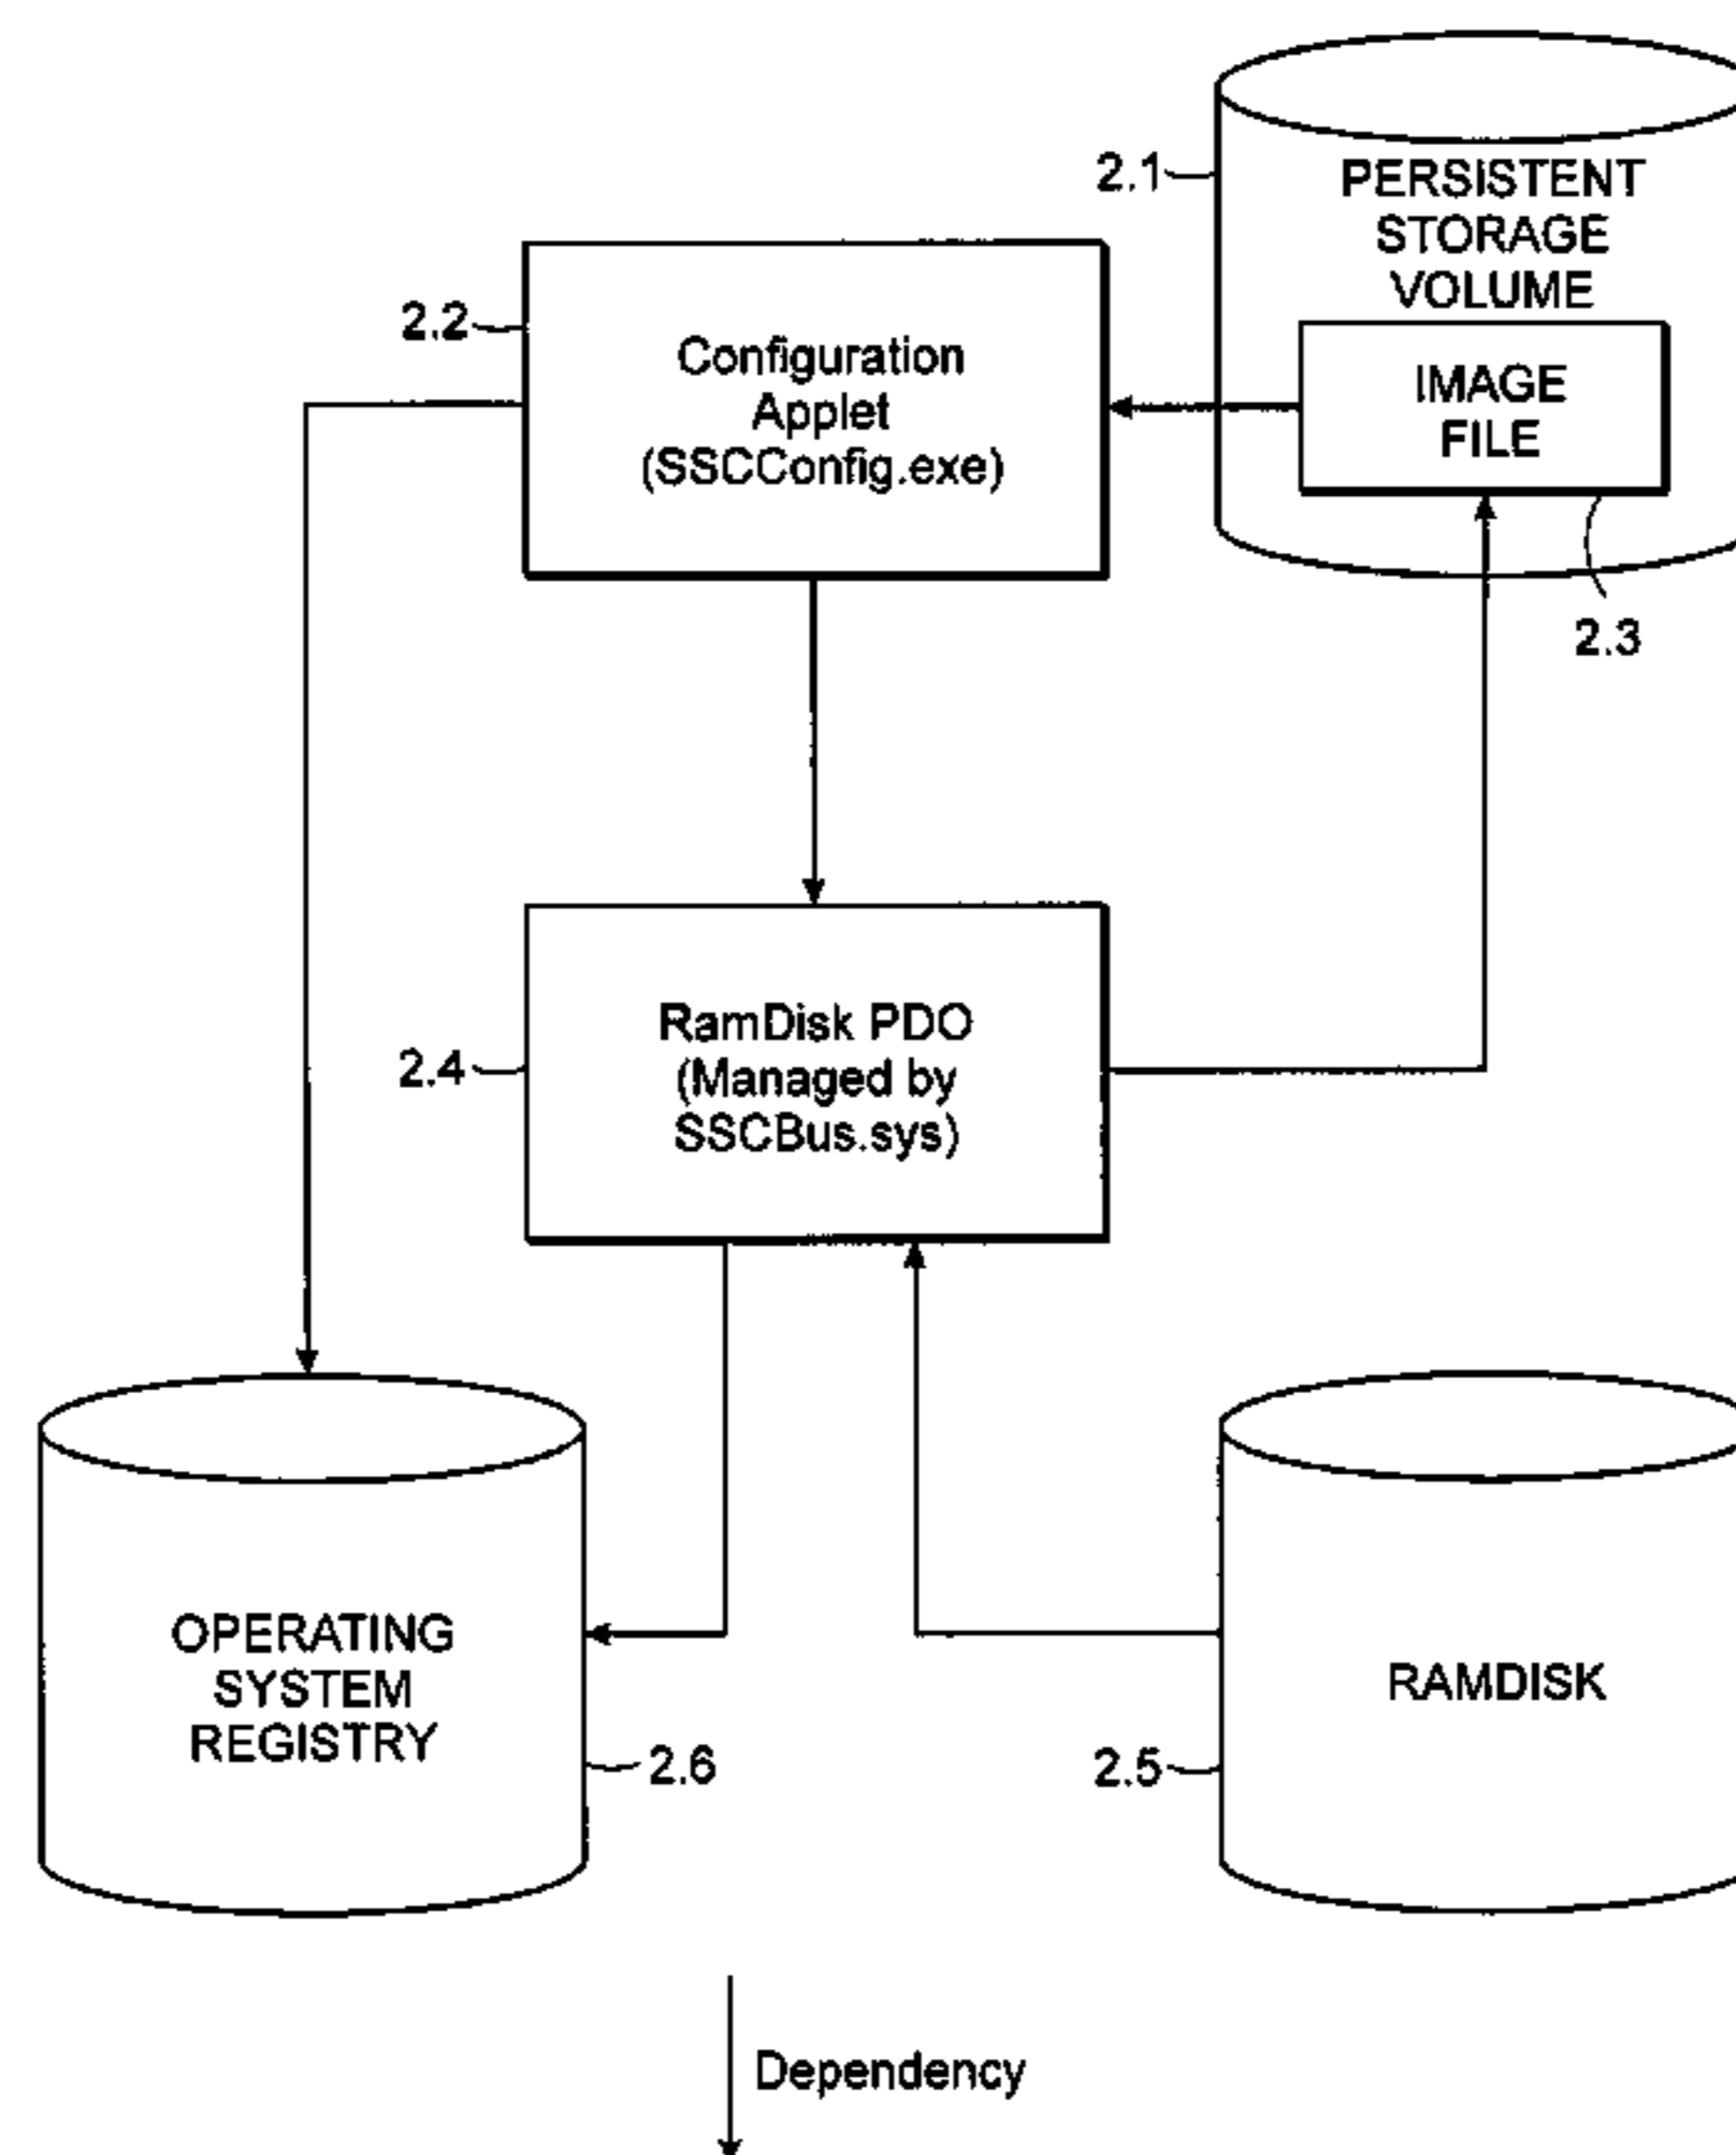 2.1
PERSISTENT
STORAGE
VOLUME
2.2
Configuration
Applet
(SSCConfig.exe)
IMAGE
FILE
2.3
2.4
RamDisk PDO
(Managed by
SSCBus.sys)
OPERATING
SYSTEM
REGISTRY
2.6
2.5
RAMDISK
Dependency